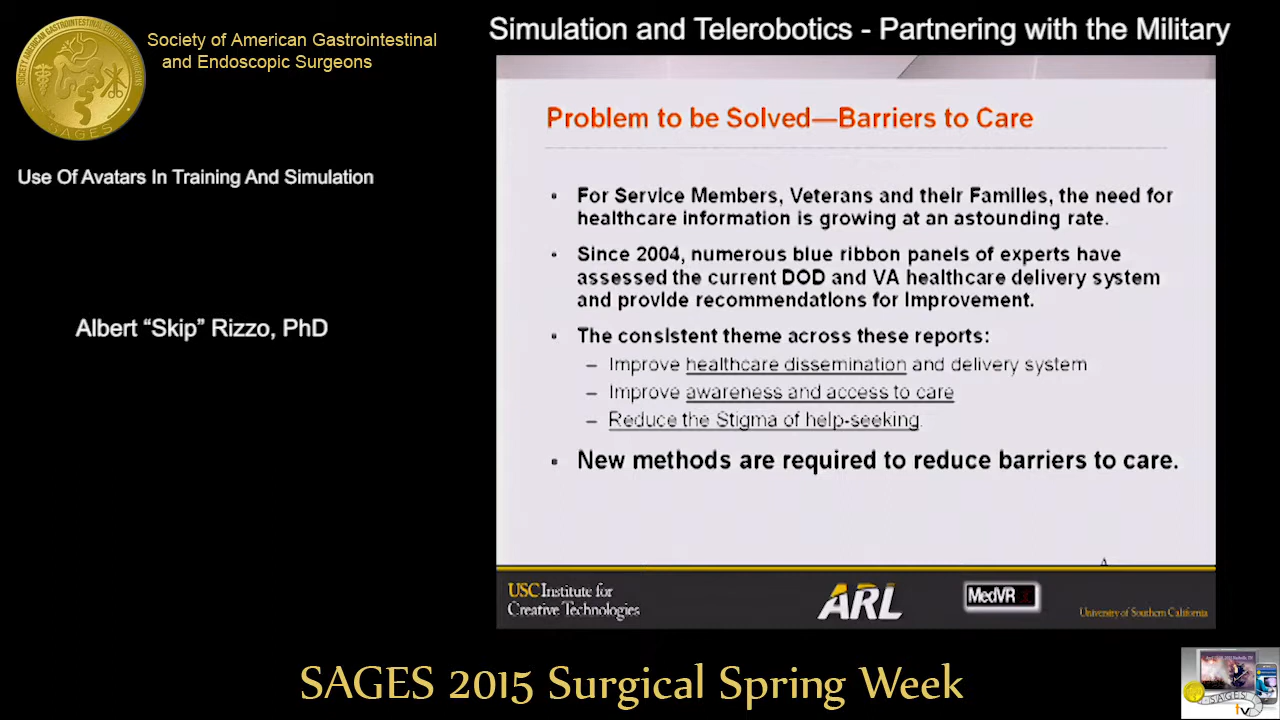 Society of American Gastrointestinal
and Endoscopic Surgeons
Simulation and Telerobotics - Partnering with the Military
Use Of Avatars In Training And Simulation
Albert “Skip” Rizzo, PhD
Problem to be Solved—Barriers to Care
• For Service Members, Veterans and their Families, the need for
healthcare information is growing at an astounding rate.
• Since 2004, numerous blue ribbon panels of experts have
assessed the current DOD and VA healthcare delivery system
and provide recommendations for improvement.
• The consistent theme across these reports:
– Improve healthcare dissemination and delivery system
– Improve awareness and access to care
– Reduce the Stigma of help-seeking.
• New methods are required to reduce barriers to care.
USC Institute for
Creative Technologies
ARL
MedVR
University of Southern California
SAGES 2015 Surgical Spring Week
SAGES
tv